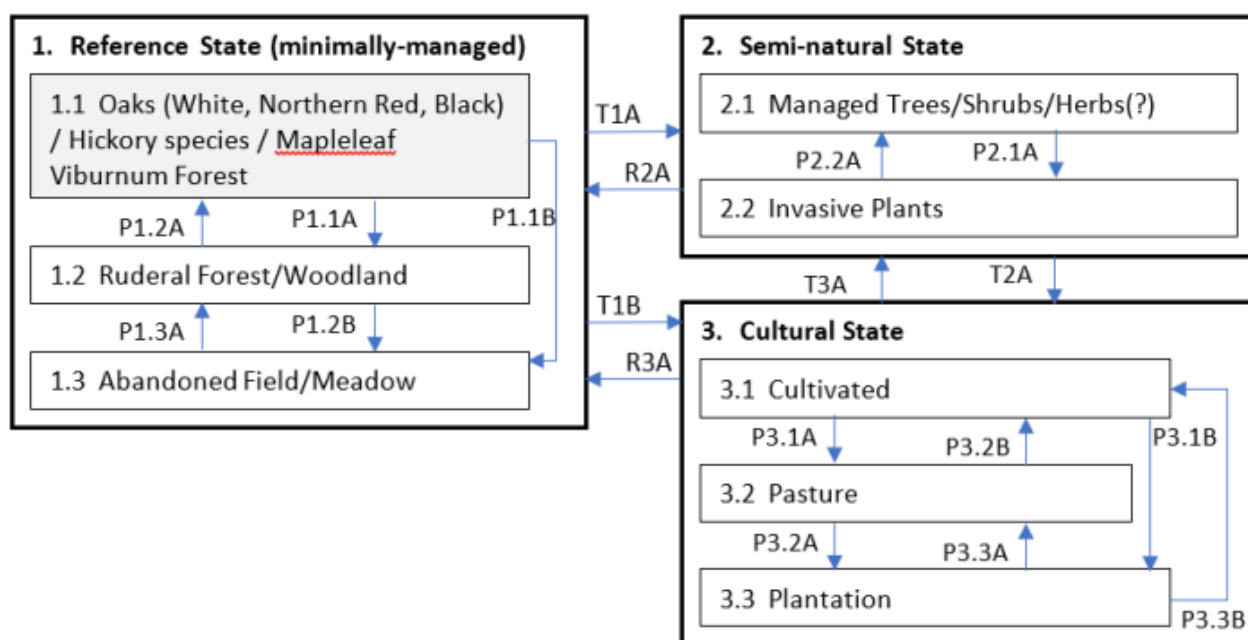 1. Reference State (minimally-managed)
1.1 Oaks (White, Northern Red, Black)
/ Hickory species / Mapleleaf
Viburnum Forest
P1.2A
P1.1A
P1.1B
1.2 Ruderal Forest/Woodland
P1.3A
P1.2B
1.3 Abandoned Field/Meadow
T1A
R2A
T1B
R3A
2. Semi-natural State
2.1 Managed Trees/Shrubs/Herbs(?)
P2.2A
P2.1A
2.2 Invasive Plants
T3A
T2A
3. Cultural State
3.1 Cultivated
P3.1A
P3.2B
P3.1B
3.2 Pasture
P3.2A
P3.3A
3.3 Plantation
P3.3B